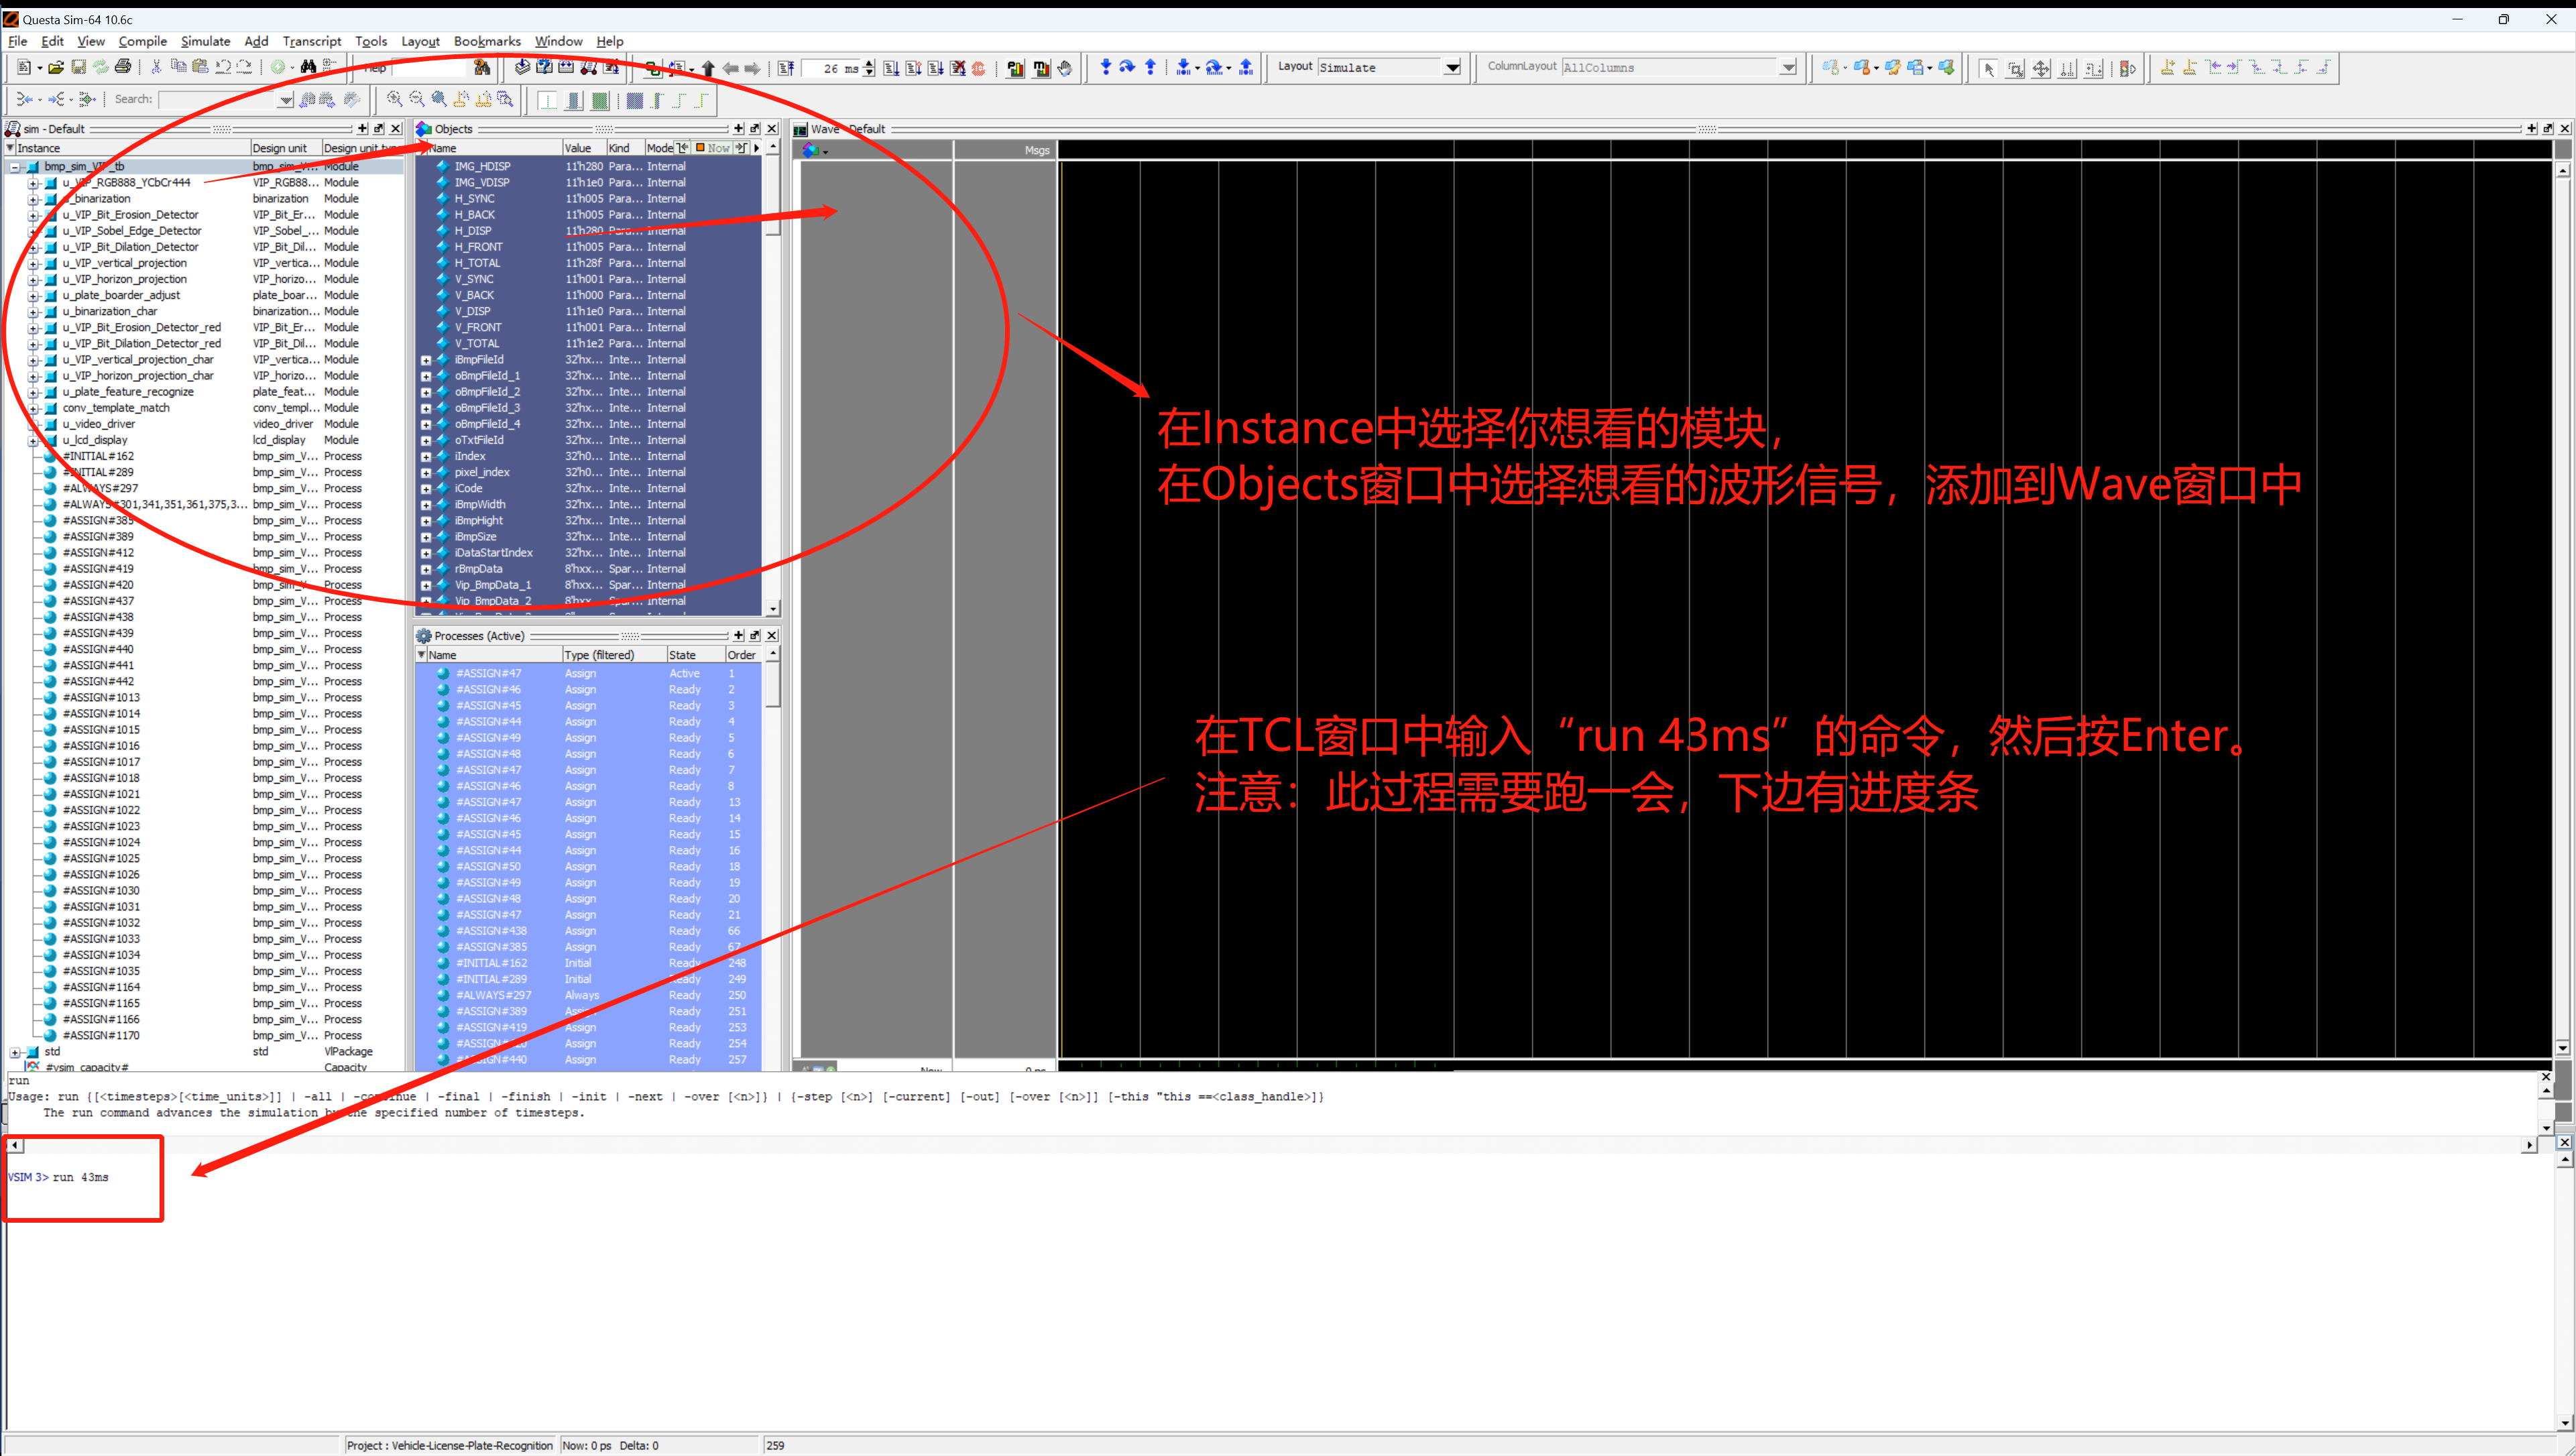 Questa Sim-64 10.6c
File Edit View Compile Simulate Add Transcript Tools Layout Bookmarks Window Help
Help
26 ms
Layout Simulate
ColumnLayout AllColumns
Search:
sim - Default
Instance Design unit Design unit type
bmp_sim_VIP_tb bmp_sim_V... Module
u_VIP_RGB888_YCbCr444 VIP_RGB88... Module
u_binarization binarization Module
u_VIP_Bit_Erosion_Detector VIP_Bit_Er... Module
u_VIP_Sobel_Edge_Detector VIP_Sobel_... Module
u_VIP_Bit_Dilation_Detector VIP_Bit_Dil... Module
u_VIP_vertical_projection VIP_vertica... Module
u_VIP_horizon_projection VIP_horizo... Module
u_plate_boarder_adjust plate_boar... Module
u_binarization_char binarization... Module
u_VIP_Bit_Erosion_Detector_red VIP_Bit_Er... Module
u_VIP_Bit_Dilation_Detector_red VIP_Bit_Dil... Module
u_VIP_vertical_projection_char VIP_vertica... Module
u_VIP_horizon_projection_char VIP_horizo... Module
u_plate_feature_recognize plate_feat... Module
conv_template_match conv_templ... Module
u_video_driver video_driver Module
u_lcd_display lcd_display Module
#INITIAL#162 bmp_sim_V... Process
#INITIAL#289 bmp_sim_V... Process
#ALWAYS#297 bmp_sim_V... Process
#ALWAYS#301,341,351,361,375,3... bmp_sim_V... Process
#ASSIGN#385 bmp_sim_V... Process
#ASSIGN#389 bmp_sim_V... Process
#ASSIGN#412 bmp_sim_V... Process
#ASSIGN#419 bmp_sim_V... Process
#ASSIGN#420 bmp_sim_V... Process
#ASSIGN#437 bmp_sim_V... Process
#ASSIGN#438 bmp_sim_V... Process
#ASSIGN#439 bmp_sim_V... Process
#ASSIGN#440 bmp_sim_V... Process
#ASSIGN#441 bmp_sim_V... Process
#ASSIGN#442 bmp_sim_V... Process
#ASSIGN#1013 bmp_sim_V... Process
#ASSIGN#1014 bmp_sim_V... Process
#ASSIGN#1015 bmp_sim_V... Process
#ASSIGN#1016 bmp_sim_V... Process
#ASSIGN#1017 bmp_sim_V... Process
#ASSIGN#1018 bmp_sim_V... Process
#ASSIGN#1021 bmp_sim_V... Process
#ASSIGN#1022 bmp_sim_V... Process
#ASSIGN#1023 bmp_sim_V... Process
#ASSIGN#1024 bmp_sim_V... Process
#ASSIGN#1025 bmp_sim_V... Process
#ASSIGN#1026 bmp_sim_V... Process
#ASSIGN#1030 bmp_sim_V... Process
#ASSIGN#1031 bmp_sim_V... Process
#ASSIGN#1032 bmp_sim_V... Process
#ASSIGN#1033 bmp_sim_V... Process
#ASSIGN#1034 bmp_sim_V... Process
#ASSIGN#1035 bmp_sim_V... Process
#ASSIGN#1164 bmp_sim_V... Process
#ASSIGN#1165 bmp_sim_V... Process
#ASSIGN#1166 bmp_sim_V... Process
#ASSIGN#1170 bmp_sim_V... Process
std std VlPackage
#vsim_capacity# Capacity
Objects
Name Value Kind Mode Now
IMG_HDISP 11'h280 Para... Internal
IMG_VDISP 11'h1e0 Para... Internal
H_SYNC 11'h005 Para... Internal
H_BACK 11'h005 Para... Internal
H_DISP 11'h280 Para... Internal
H_FRONT 11'h005 Para... Internal
H_TOTAL 11'h28f Para... Internal
V_SYNC 11'h001 Para... Internal
V_BACK 11'h000 Para... Internal
V_DISP 11'h1e0 Para... Internal
V_FRONT 11'h001 Para... Internal
V_TOTAL 11'h1e2 Para... Internal
iBmpFileId 32'hx... Inte... Internal
oBmpFileId_1 32'hx... Inte... Internal
oBmpFileId_2 32'hx... Inte... Internal
oBmpFileId_3 32'hx... Inte... Internal
oBmpFileId_4 32'hx... Inte... Internal
oTxtFileId 32'hx... Inte... Internal
iIndex 32'h0... Inte... Internal
pixel_index 32'h0... Inte... Internal
iCode 32'hx... Inte... Internal
iBmpWidth 32'hx... Inte... Internal
iBmpHight 32'hx... Inte... Internal
iBmpSize 32'hx... Inte... Internal
iDataStartIndex 32'hx... Inte... Internal
rBmpData 8'hxx... Spar... Internal
Vip_BmpData_1 8'hxx... Spar... Internal
Vip_BmpData_2 8'hxx... Spar... Internal
Processes (Active)
Name Type (filtered) State Order
#ASSIGN#47 Assign Active 1
#ASSIGN#46 Assign Ready 2
#ASSIGN#45 Assign Ready 3
#ASSIGN#44 Assign Ready 4
#ASSIGN#49 Assign Ready 5
#ASSIGN#48 Assign Ready 6
#ASSIGN#47 Assign Ready 7
#ASSIGN#46 Assign Ready 8
#ASSIGN#47 Assign Ready 13
#ASSIGN#46 Assign Ready 14
#ASSIGN#45 Assign Ready 15
#ASSIGN#44 Assign Ready 16
#ASSIGN#50 Assign Ready 18
#ASSIGN#49 Assign Ready 19
#ASSIGN#48 Assign Ready 20
#ASSIGN#47 Assign Ready 21
#ASSIGN#438 Assign Ready 66
#ASSIGN#385 Assign Ready 67
#INITIAL#162 Initial Ready 248
#INITIAL#289 Initial Ready 249
#ALWAYS#297 Always Ready 250
#ASSIGN#389 Assign Ready 251
#ASSIGN#419 Assign Ready 253
Assign Ready 254
#ASSIGN#440 Assign Ready 257
Wave - Default
Msgs
在Instance中选择你想看的模块，
在Objects窗口中选择想看的波形信号，添加到Wave窗口中
在TCL窗口中输入“run 43ms”的命令，然后按Enter。
注意：此过程需要跑一会，下边有进度条
Now 0 ps
run
Usage: run {[<timesteps>[<time_units>]] | -all | -continue | -final | -finish | -init | -next | -over [<n>]} | {-step [<n>] [-current] [-out] [-over [<n>]] [-this "this ==<class_handle>]}
The run command advances the simulation by the specified number of timesteps.
VSIM 3> run 43ms
Project : Vehicle-License-Plate-Recognition Now: 0 ps Delta: 0 259